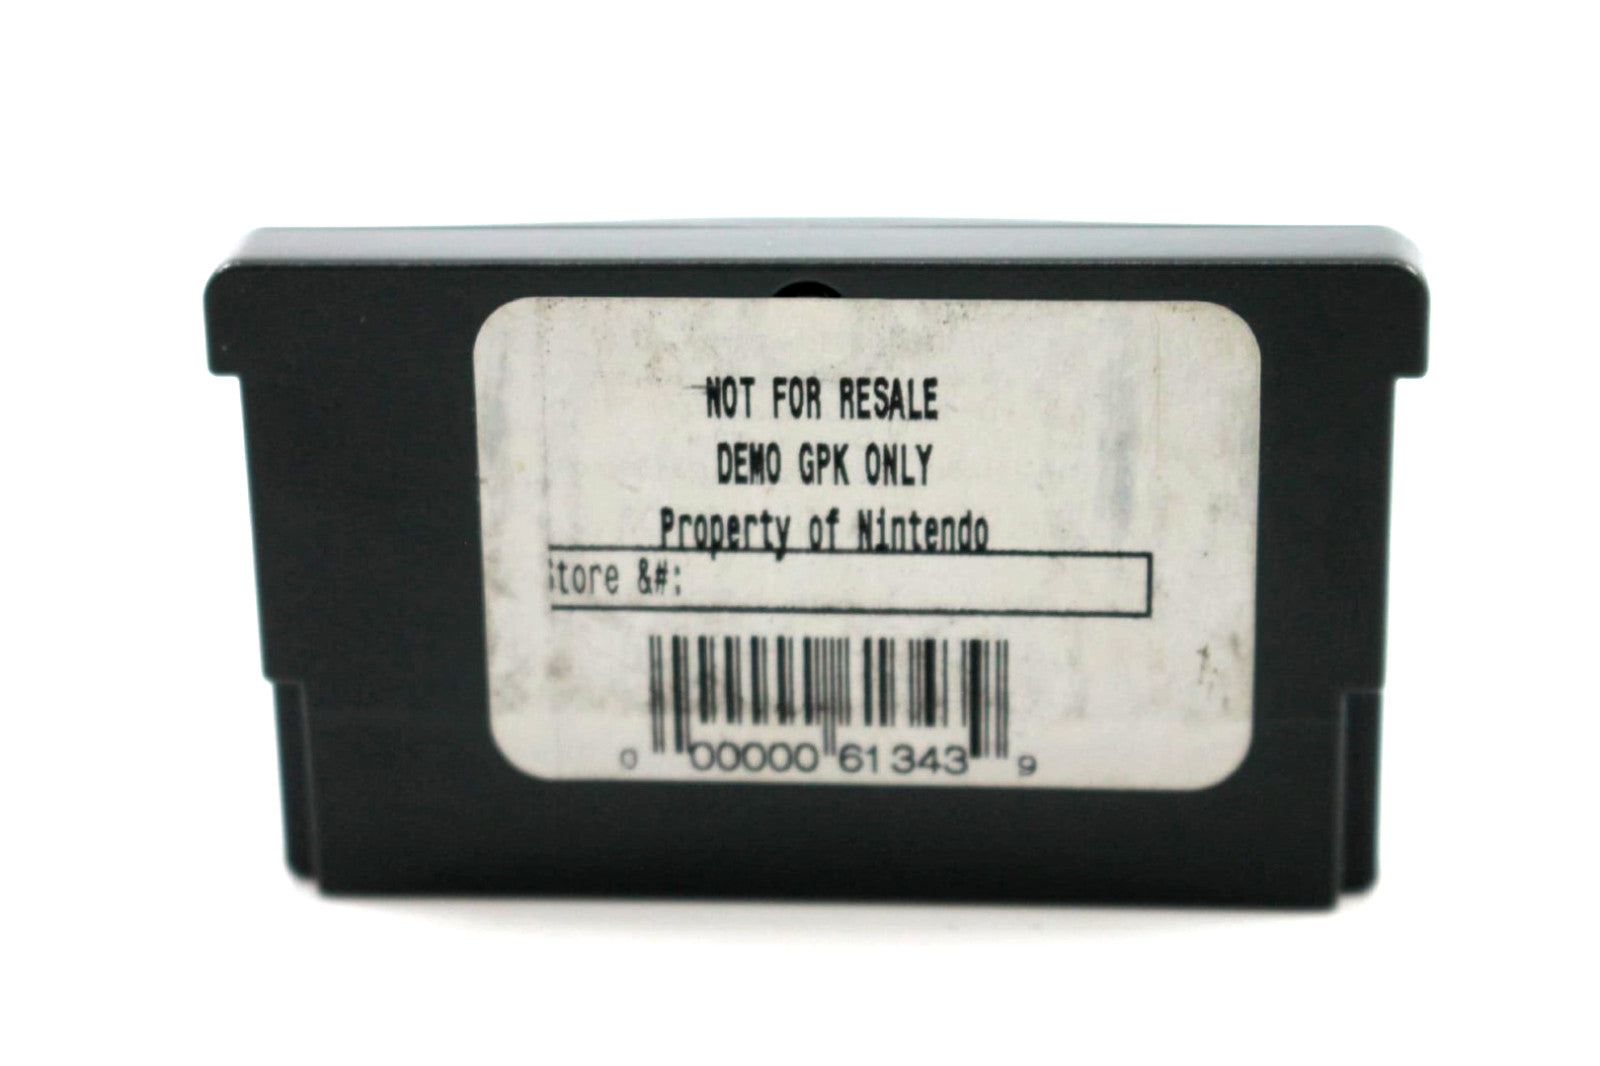 NOT FOR RESALE
DEMO GPK ONLY
Property of Nintendo
Store &#:
0 00000 61343 9